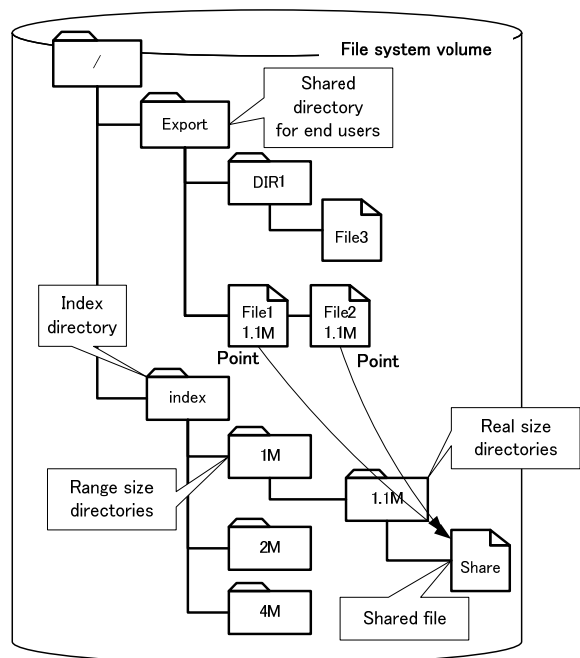 File system volume
/
Shared
directory
for end users
Export
DIR1
File3
Index
directory
File1
1.1M
File2
1.1M
Point
Point
index
Real size
directories
1M
1.1M
Range size
directories
2M
Share
4M
Shared file